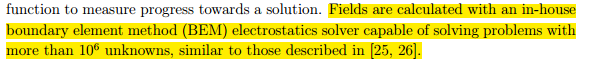 function to measure progress towards a solution. Fields are calculated with an in-house
boundary element method (BEM) electrostatics solver capable of solving problems with
more than 10⁶ unknowns, similar to those described in [25, 26].